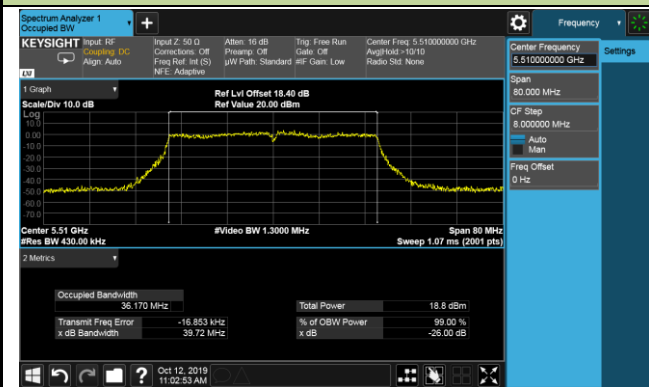 Spectrum Analyzer 1
Occupied BW
Frequency
KEYSIGHT
Input: RF
Coupling: DC
Align: Auto
Input Z: 50 Ω
Corrections: Off
Freq Ref: Int (S)
NFE: Adaptive
Atten: 16 dB
Preamp: Off
µW Path: Standard
Trig: Free Run
Gate: Off
#IF Gain: Low
Center Freq: 5.510000000 GHz
Avg|Hold:>10/10
Radio Std: None
LXI
Center Frequency
5.510000000 GHz
Settings
Span
80.000 MHz
CF Step
8.000000 MHz
Auto
Man
Freq Offset
0 Hz
1 Graph
Scale/Div 10.0 dB
Ref Lvl Offset 18.40 dB
Ref Value 20.00 dBm
Log
10.0
0.00
-10.0
-20.0
-30.0
-40.0
-50.0
-60.0
-70.0
Center 5.51 GHz
#Video BW 1.3000 MHz
Span 80 MHz
#Res BW 430.00 kHz
Sweep 1.07 ms (2001 pts)
2 Metrics
Occupied Bandwidth
36.170 MHz
Total Power 18.8 dBm
Transmit Freq Error -16.853 kHz
% of OBW Power 99.00 %
x dB Bandwidth 39.72 MHz
x dB -26.00 dB
Oct 12, 2019
11:02:53 AM